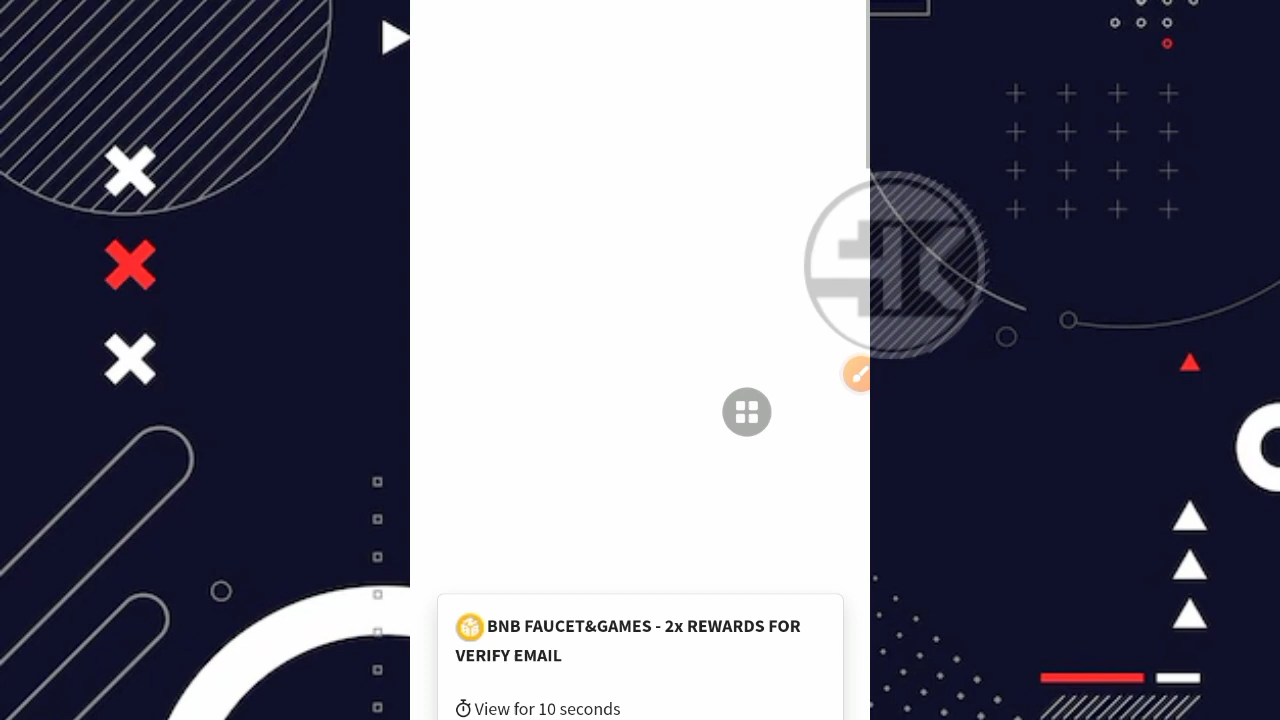 BNB FAUCET&GAMES - 2x REWARDS FOR
VERIFY EMAIL
View for 10 seconds